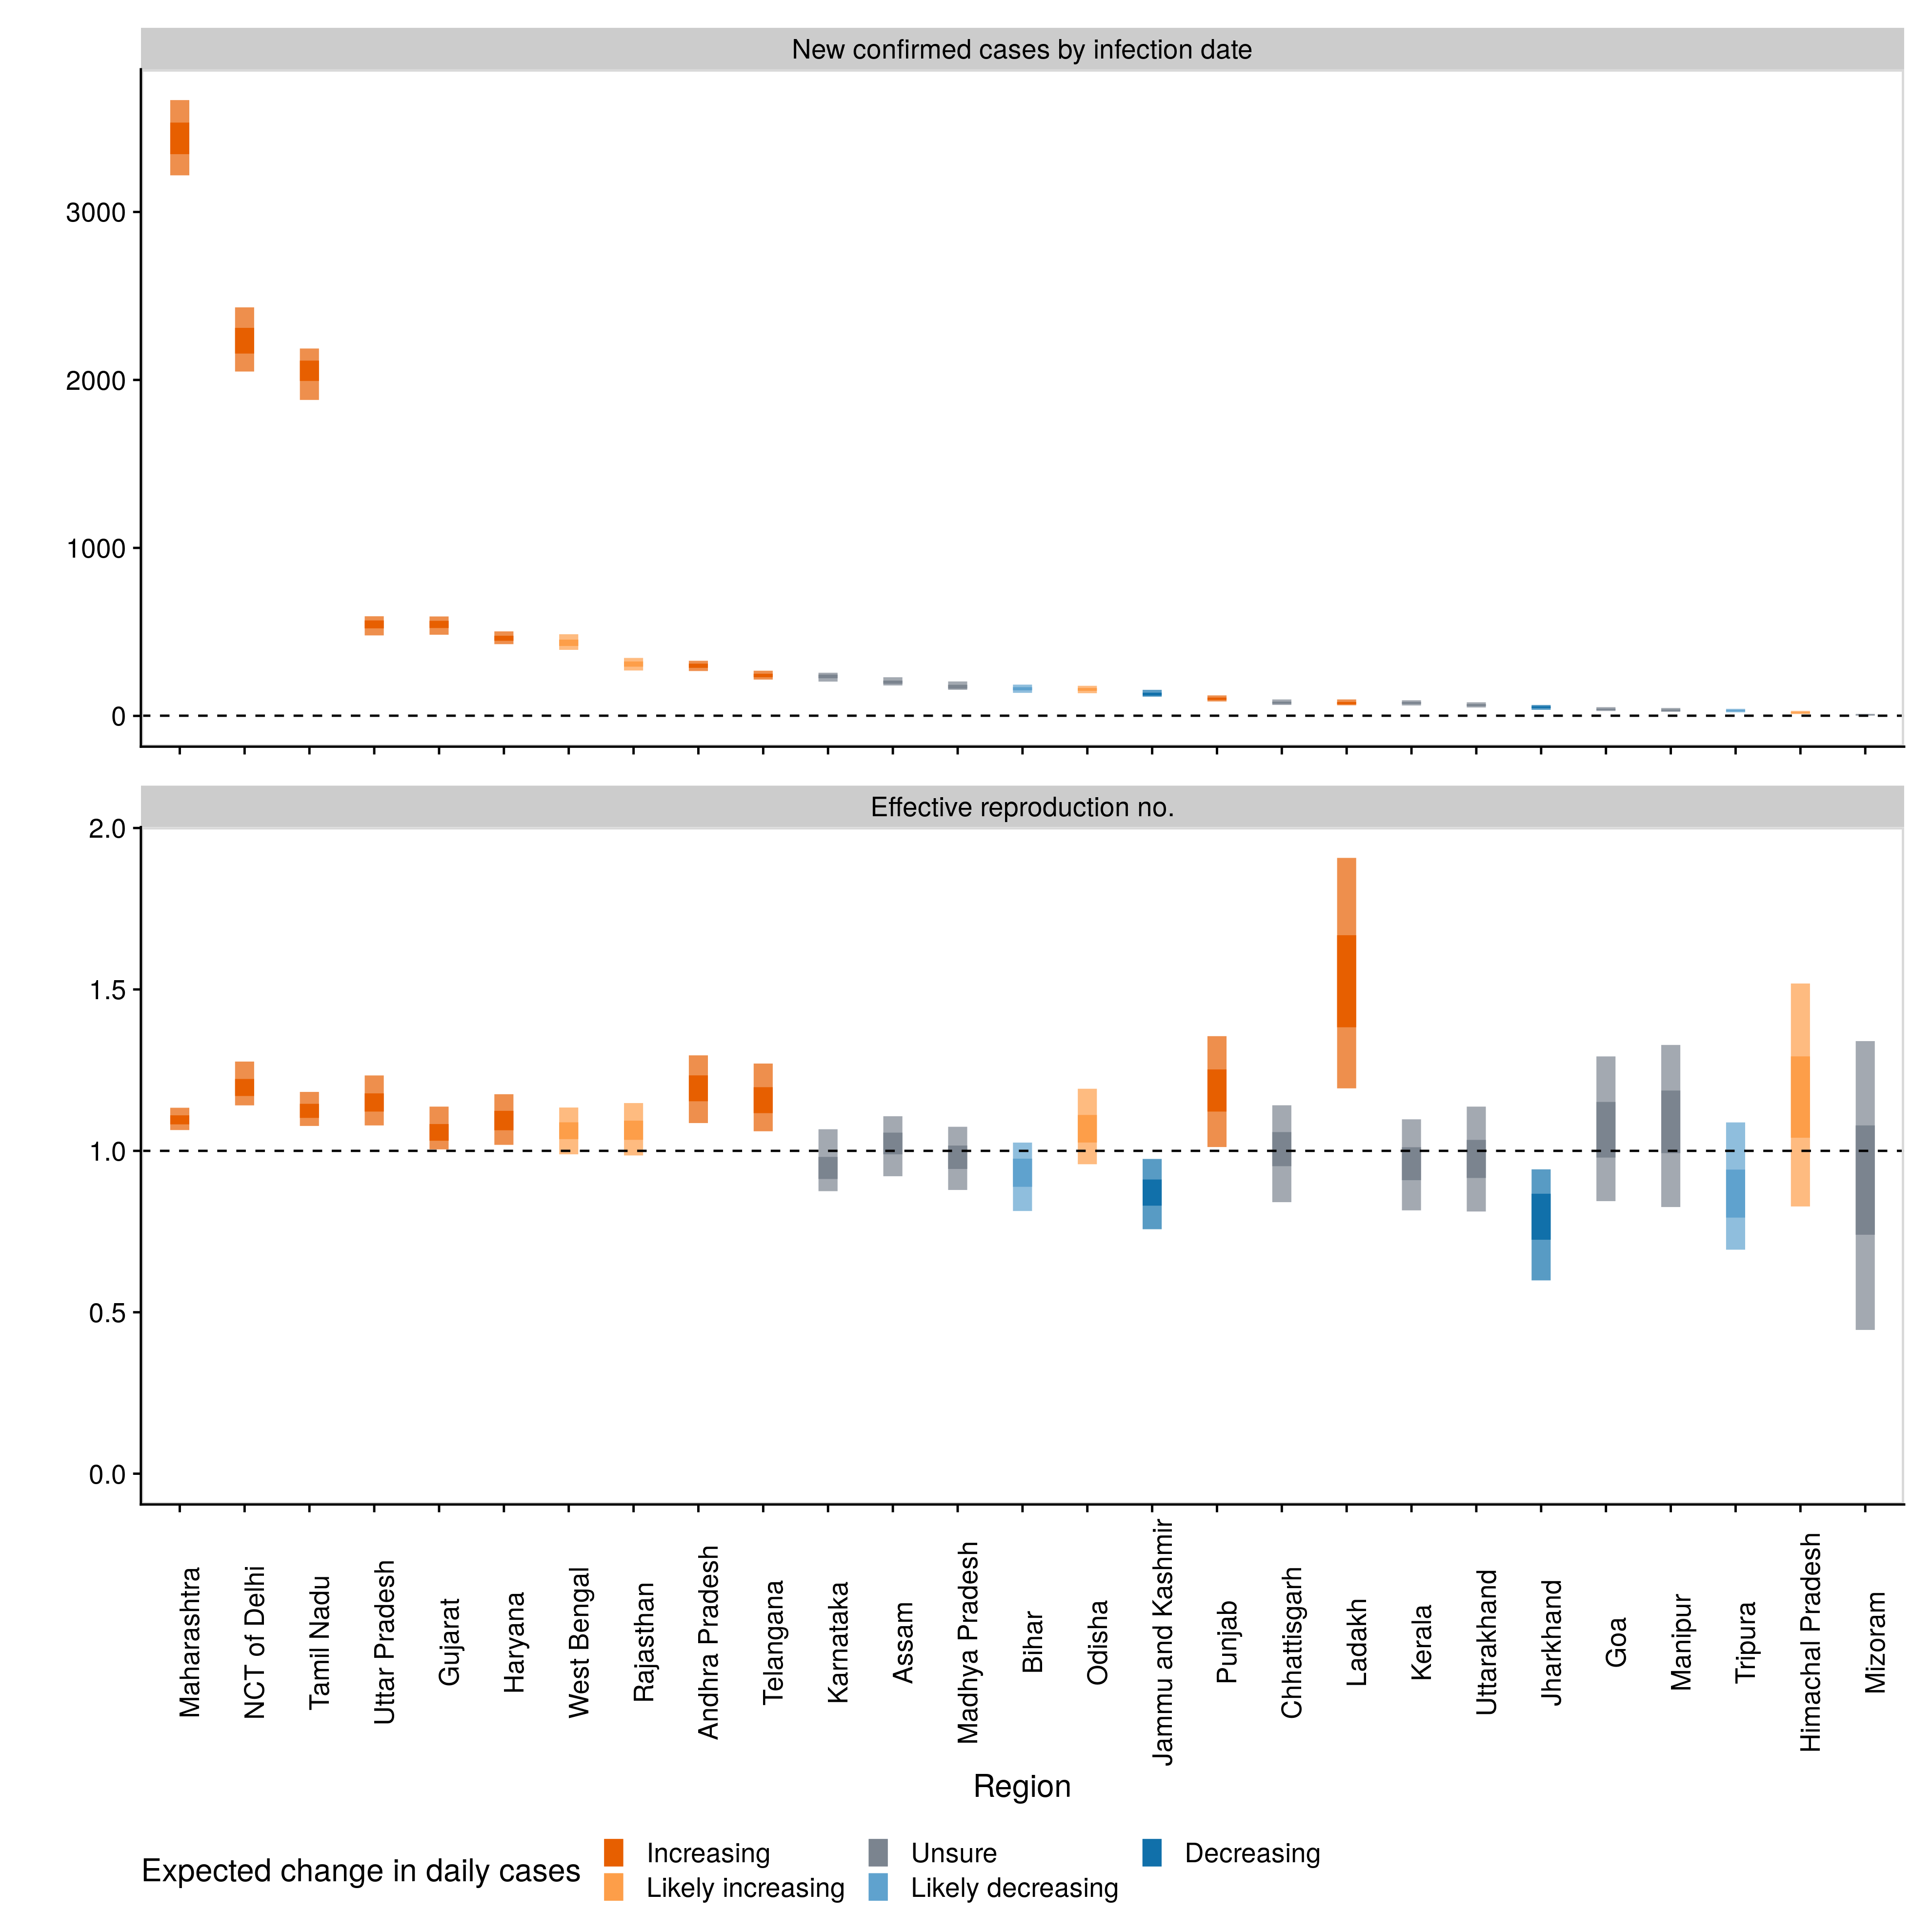 New confirmed cases by infection date
3000
2000
1000
0
Effective reproduction no.
2.0
1.5
1.0
0.5
0.0
Maharashtra
NCT of Delhi
Tamil Nadu
Uttar Pradesh
Gujarat
Haryana
West Bengal
Rajasthan
Andhra Pradesh
Telangana
Karnataka
Assam
Madhya Pradesh
Bihar
Odisha
Jammu and Kashmir
Punjab
Chhattisgarh
Ladakh
Kerala
Uttarakhand
Jharkhand
Goa
Manipur
Tripura
Himachal Pradesh
Mizoram
Region
Expected change in daily cases
Increasing
Likely increasing
Unsure
Likely decreasing
Decreasing